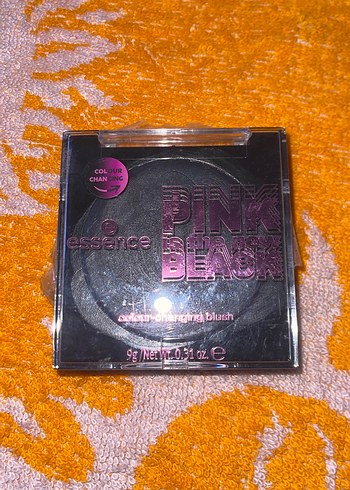 COLOUR
CHANGING
essence
PINK
BLACK
colour-changing blush
9g / Net Wt. 0.31 oz. ℮